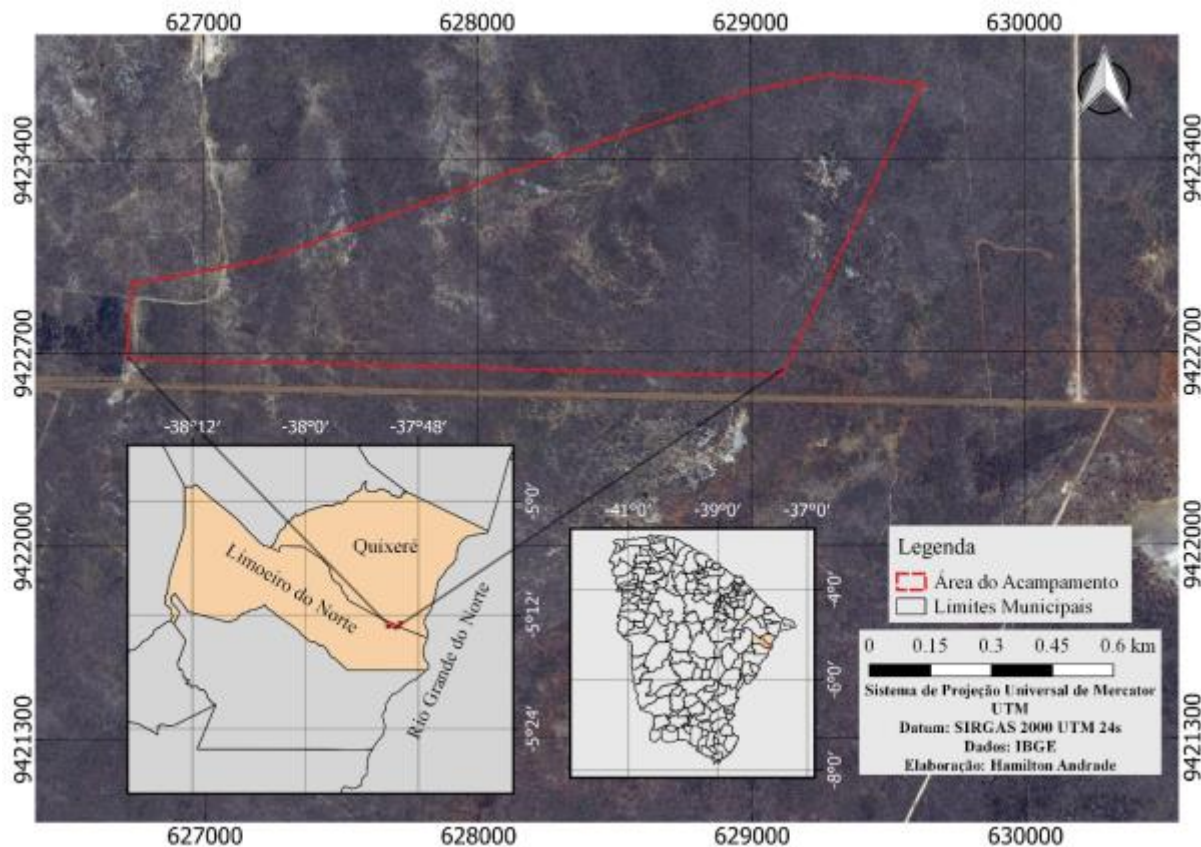 627000 628000 629000 630000
9423400 9423400
9422700 9422700
9422000 9422000
9421300 9421300
-38°12' -38°0' -37°48'
-5°0'
-5°12'
-5°24'
Quixeré
Limoeiro do Norte
Rio Grande do Norte
-41°0' -39°0' -37°0'
-4°0'
-6°0'
-8°0'
Legenda
Área do Acampamento
Limites Municipais
0 0.15 0.3 0.45 0.6 km
Sistema de Projeção Universal de Mercator
UTM
Datum: SIRGAS 2000 UTM 24s
Dados: IBGE
Elaboração: Hamilton Andrade
627000 628000 629000 630000